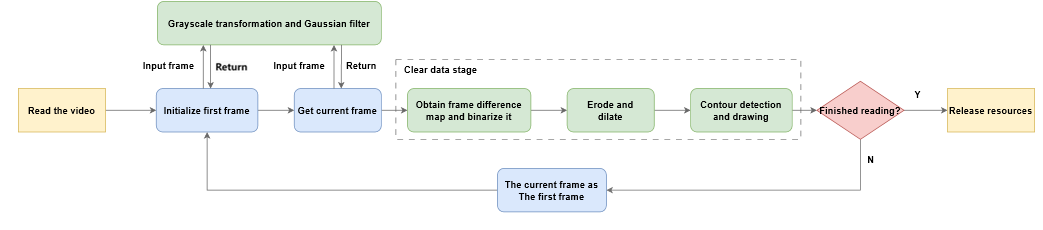 Grayscale transformation and Gaussian filter
Input frame
Return
Input frame
Return
Clear data stage
Read the video
Initialize first frame
Get current frame
Obtain frame difference
map and binarize it
Erode and
dilate
Contour detection
and drawing
Finished reading?
Y
Release resources
N
The current frame as
The first frame